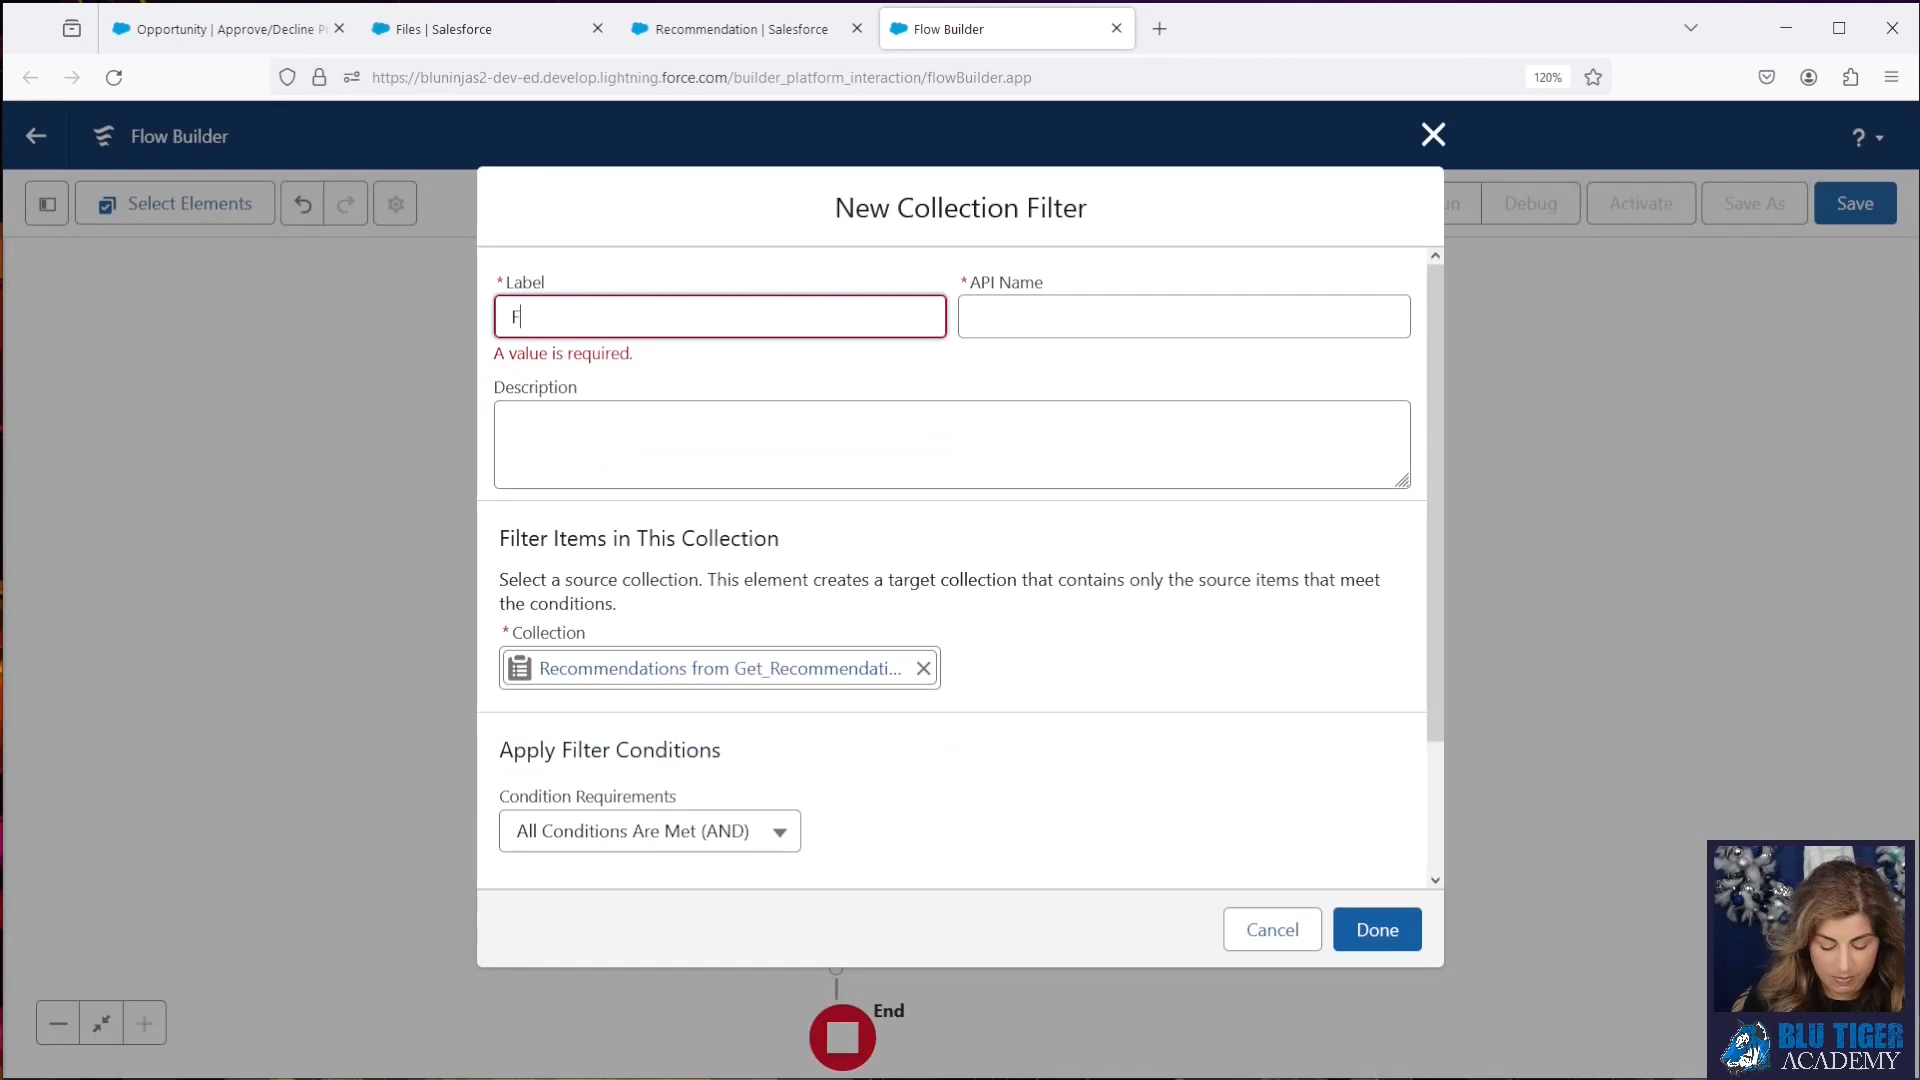 Opportunity | Approve/Decline Pr
Files | Salesforce
Recommendation | Salesforce
Flow Builder
https://bluninjas2-dev-ed.develop.lightning.force.com/builder_platform_interaction/flowBuilder.app
120%
Flow Builder
?
Select Elements
un
Debug
Activate
Save As
Save
New Collection Filter
*Label
*API Name
F
A value is required.
Description
Filter Items in This Collection
Select a source collection. This element creates a target collection that contains only the source items that meet
the conditions.
*Collection
Recommendations from Get_Recommendati...
Apply Filter Conditions
Condition Requirements
All Conditions Are Met (AND)
Cancel
Done
End
BLU TIGER
ACADEMY